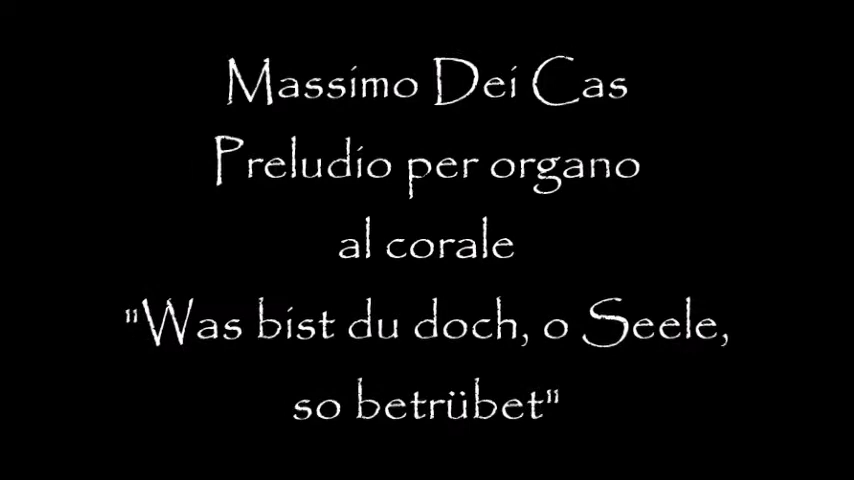 Massimo Dei Cas
Preludio per organo
al corale
"Was bist du doch, o Seele,
so betrübet"